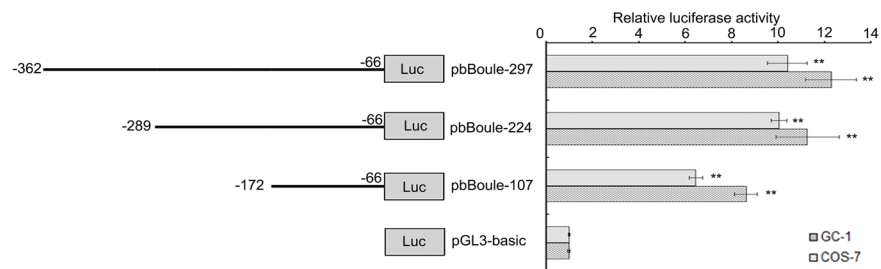 Relative luciferase activity
0 2 4 6 8 10 12 14
-362 -66 Luc pbBoule-297 ** **
-289 -66 Luc pbBoule-224 ** **
-172 -66 Luc pbBoule-107 ** **
Luc pGL3-basic
GC-1
COS-7